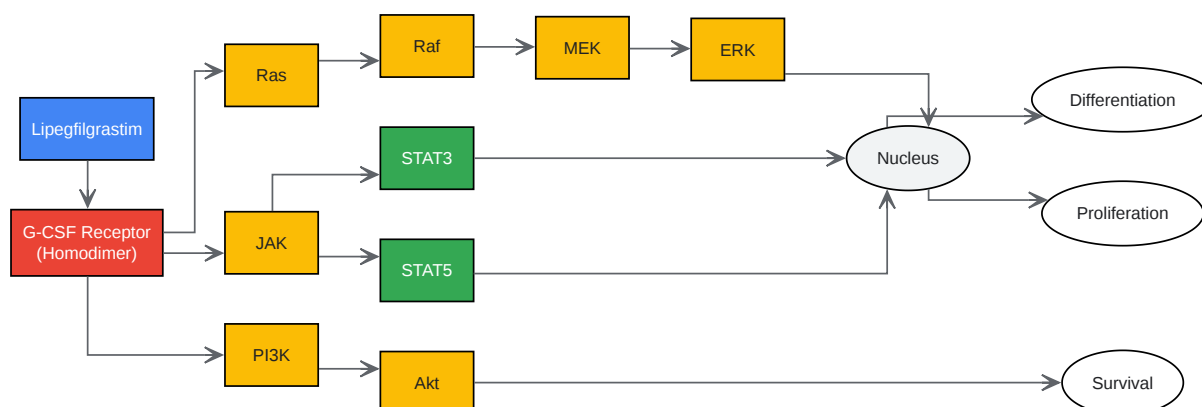 Lipegfilgrastim
G-CSF Receptor
(Homodimer)
Ras
Raf
MEK
ERK
JAK
STAT3
STAT5
PI3K
Akt
Nucleus
Differentiation
Proliferation
Survival